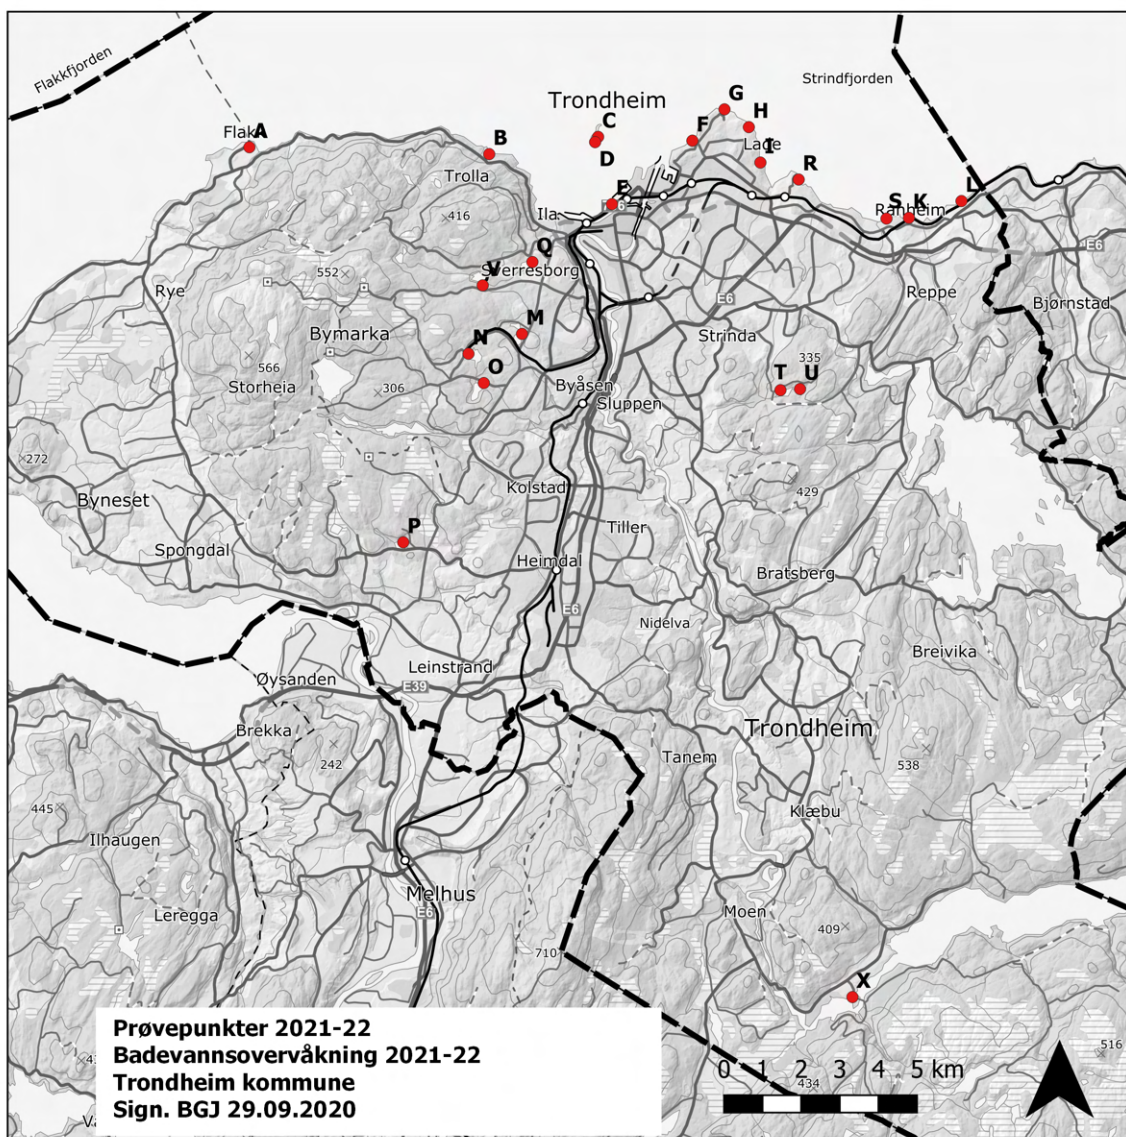 Flakkfjorden
Strindfjorden
Trondheim
G
H
C
F
Flak
A
Lade
B
D
I
Trolla
R
E
E6
L
416
Ila
S
K
Ranheim
Q
E6
552
V
Sverresborg
Rye
Reppe
E6
Bjørnstad
Bymarka
M
Strinda
N
335
566
O
T
U
Storheia
306
Byåsen
Sluppen
272
Byneset
Kolstad
429
Tiller
P
Spongdal
Heimdal
Bratsberg
E6
Nidelva
Leinstrand
Breivika
Øysanden
E39
Brekka
Trondheim
242
Tanem
538
445
Klæbu
Ilhaugen
Melhus
Leregga
E6
Moen
409
710
X
Prøvepunkter 2021-22
Badevannsovervåkning 2021-22
Trondheim kommune
Sign. BGJ 29.09.2020
516
0 1 2 3 4 5 km
434